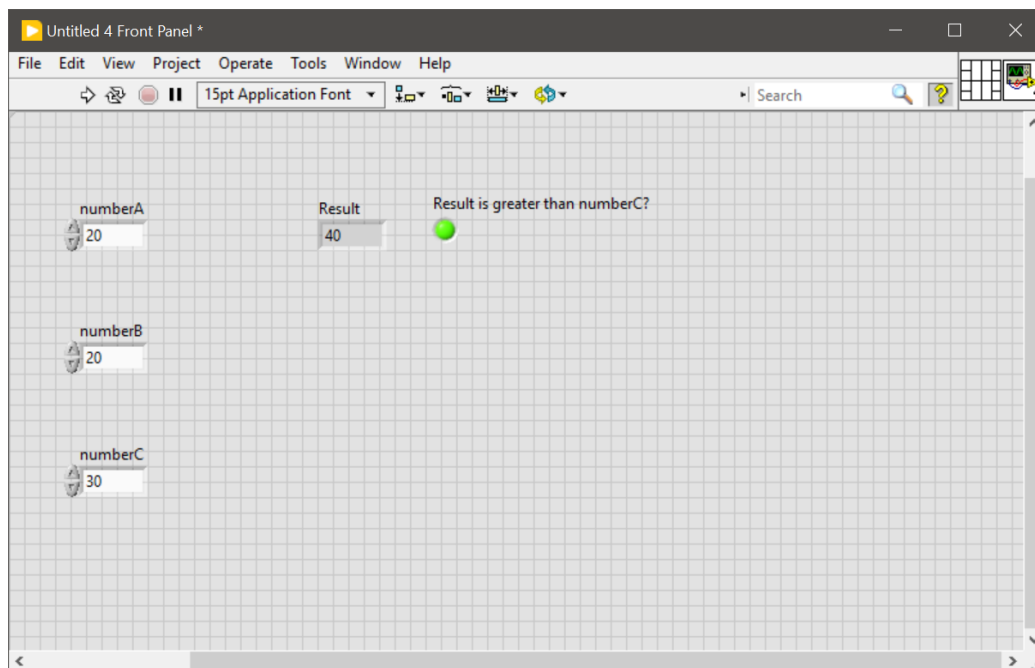 Untitled 4 Front Panel *
File Edit View Project Operate Tools Window Help
15pt Application Font
Search
?
numberA
20
Result
40
Result is greater than numberC?
numberB
20
numberC
30